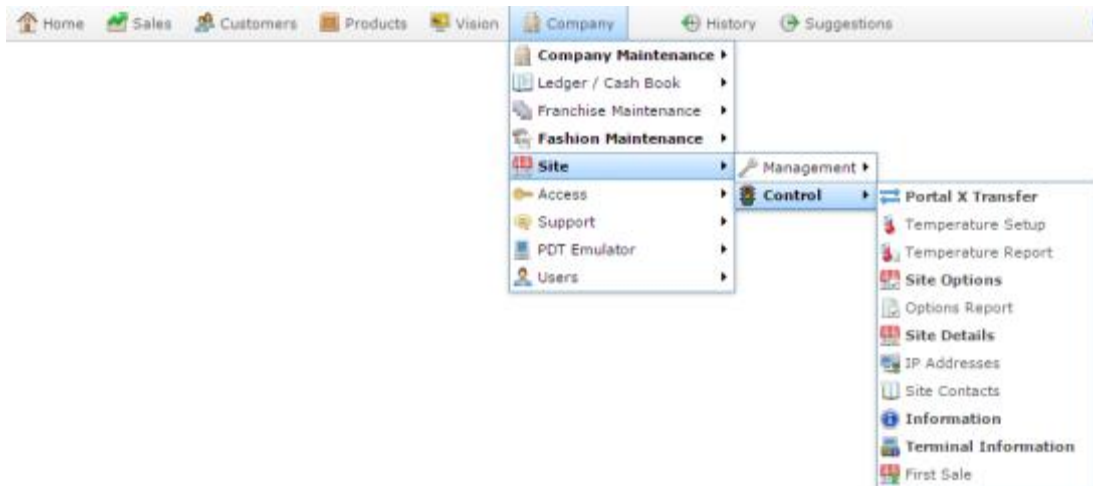 Home Sales Customers Products Vision Company History Suggestions
Company Maintenance
Ledger / Cash Book
Franchise Maintenance
Fashion Maintenance
Site
Access
Support
PDT Emulator
Users
Management
Control
Portal X Transfer
Temperature Setup
Temperature Report
Site Options
Options Report
Site Details
IP Addresses
Site Contacts
Information
Terminal Information
First Sale